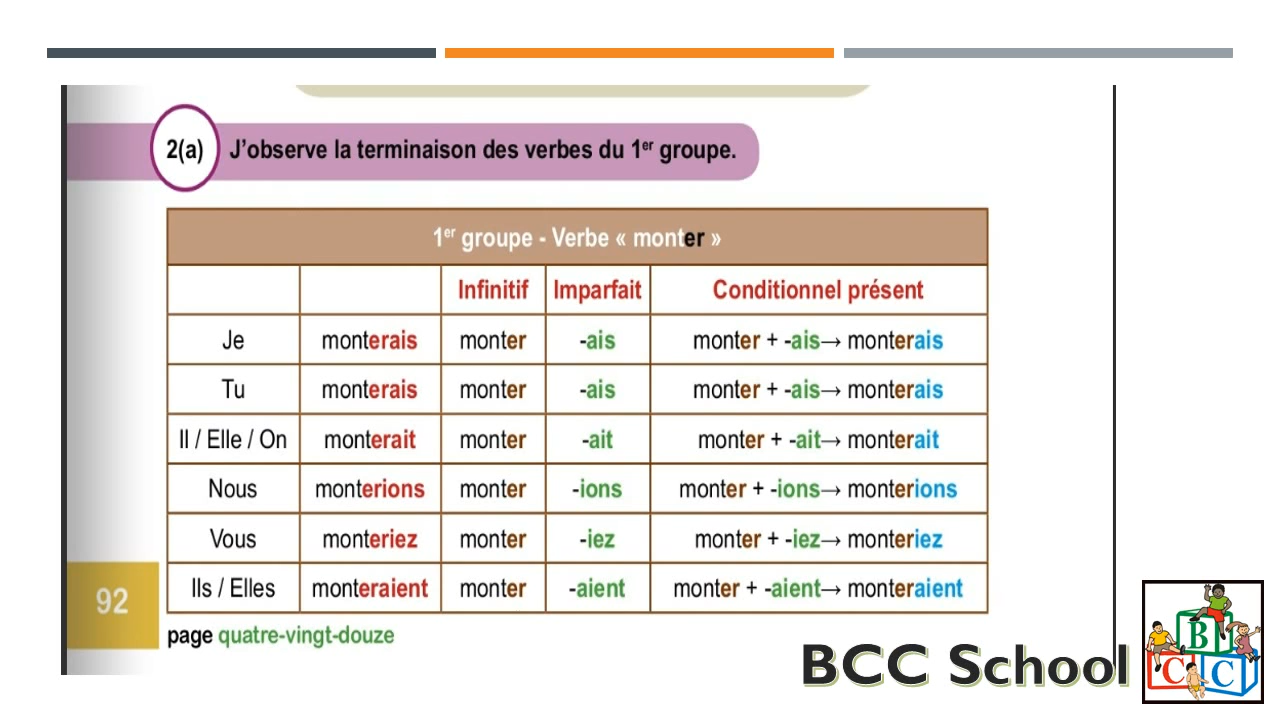 2(a) J’observe la terminaison des verbes du 1er groupe.
1er groupe - Verbe « monter »
Infinitif Imparfait Conditionnel présent
Je monterais monter -ais monter + -ais→ monterais
Tu monterais monter -ais monter + -ais→ monterais
Il / Elle / On monterait monter -ait monter + -ait→ monterait
Nous monterions monter -ions monter + -ions→ monterions
Vous monteriez monter -iez monter + -iez→ monteriez
Ils / Elles monteraient monter -aient monter + -aient→ monteraient
92
page quatre-vingt-douze
BCC School
B
C C